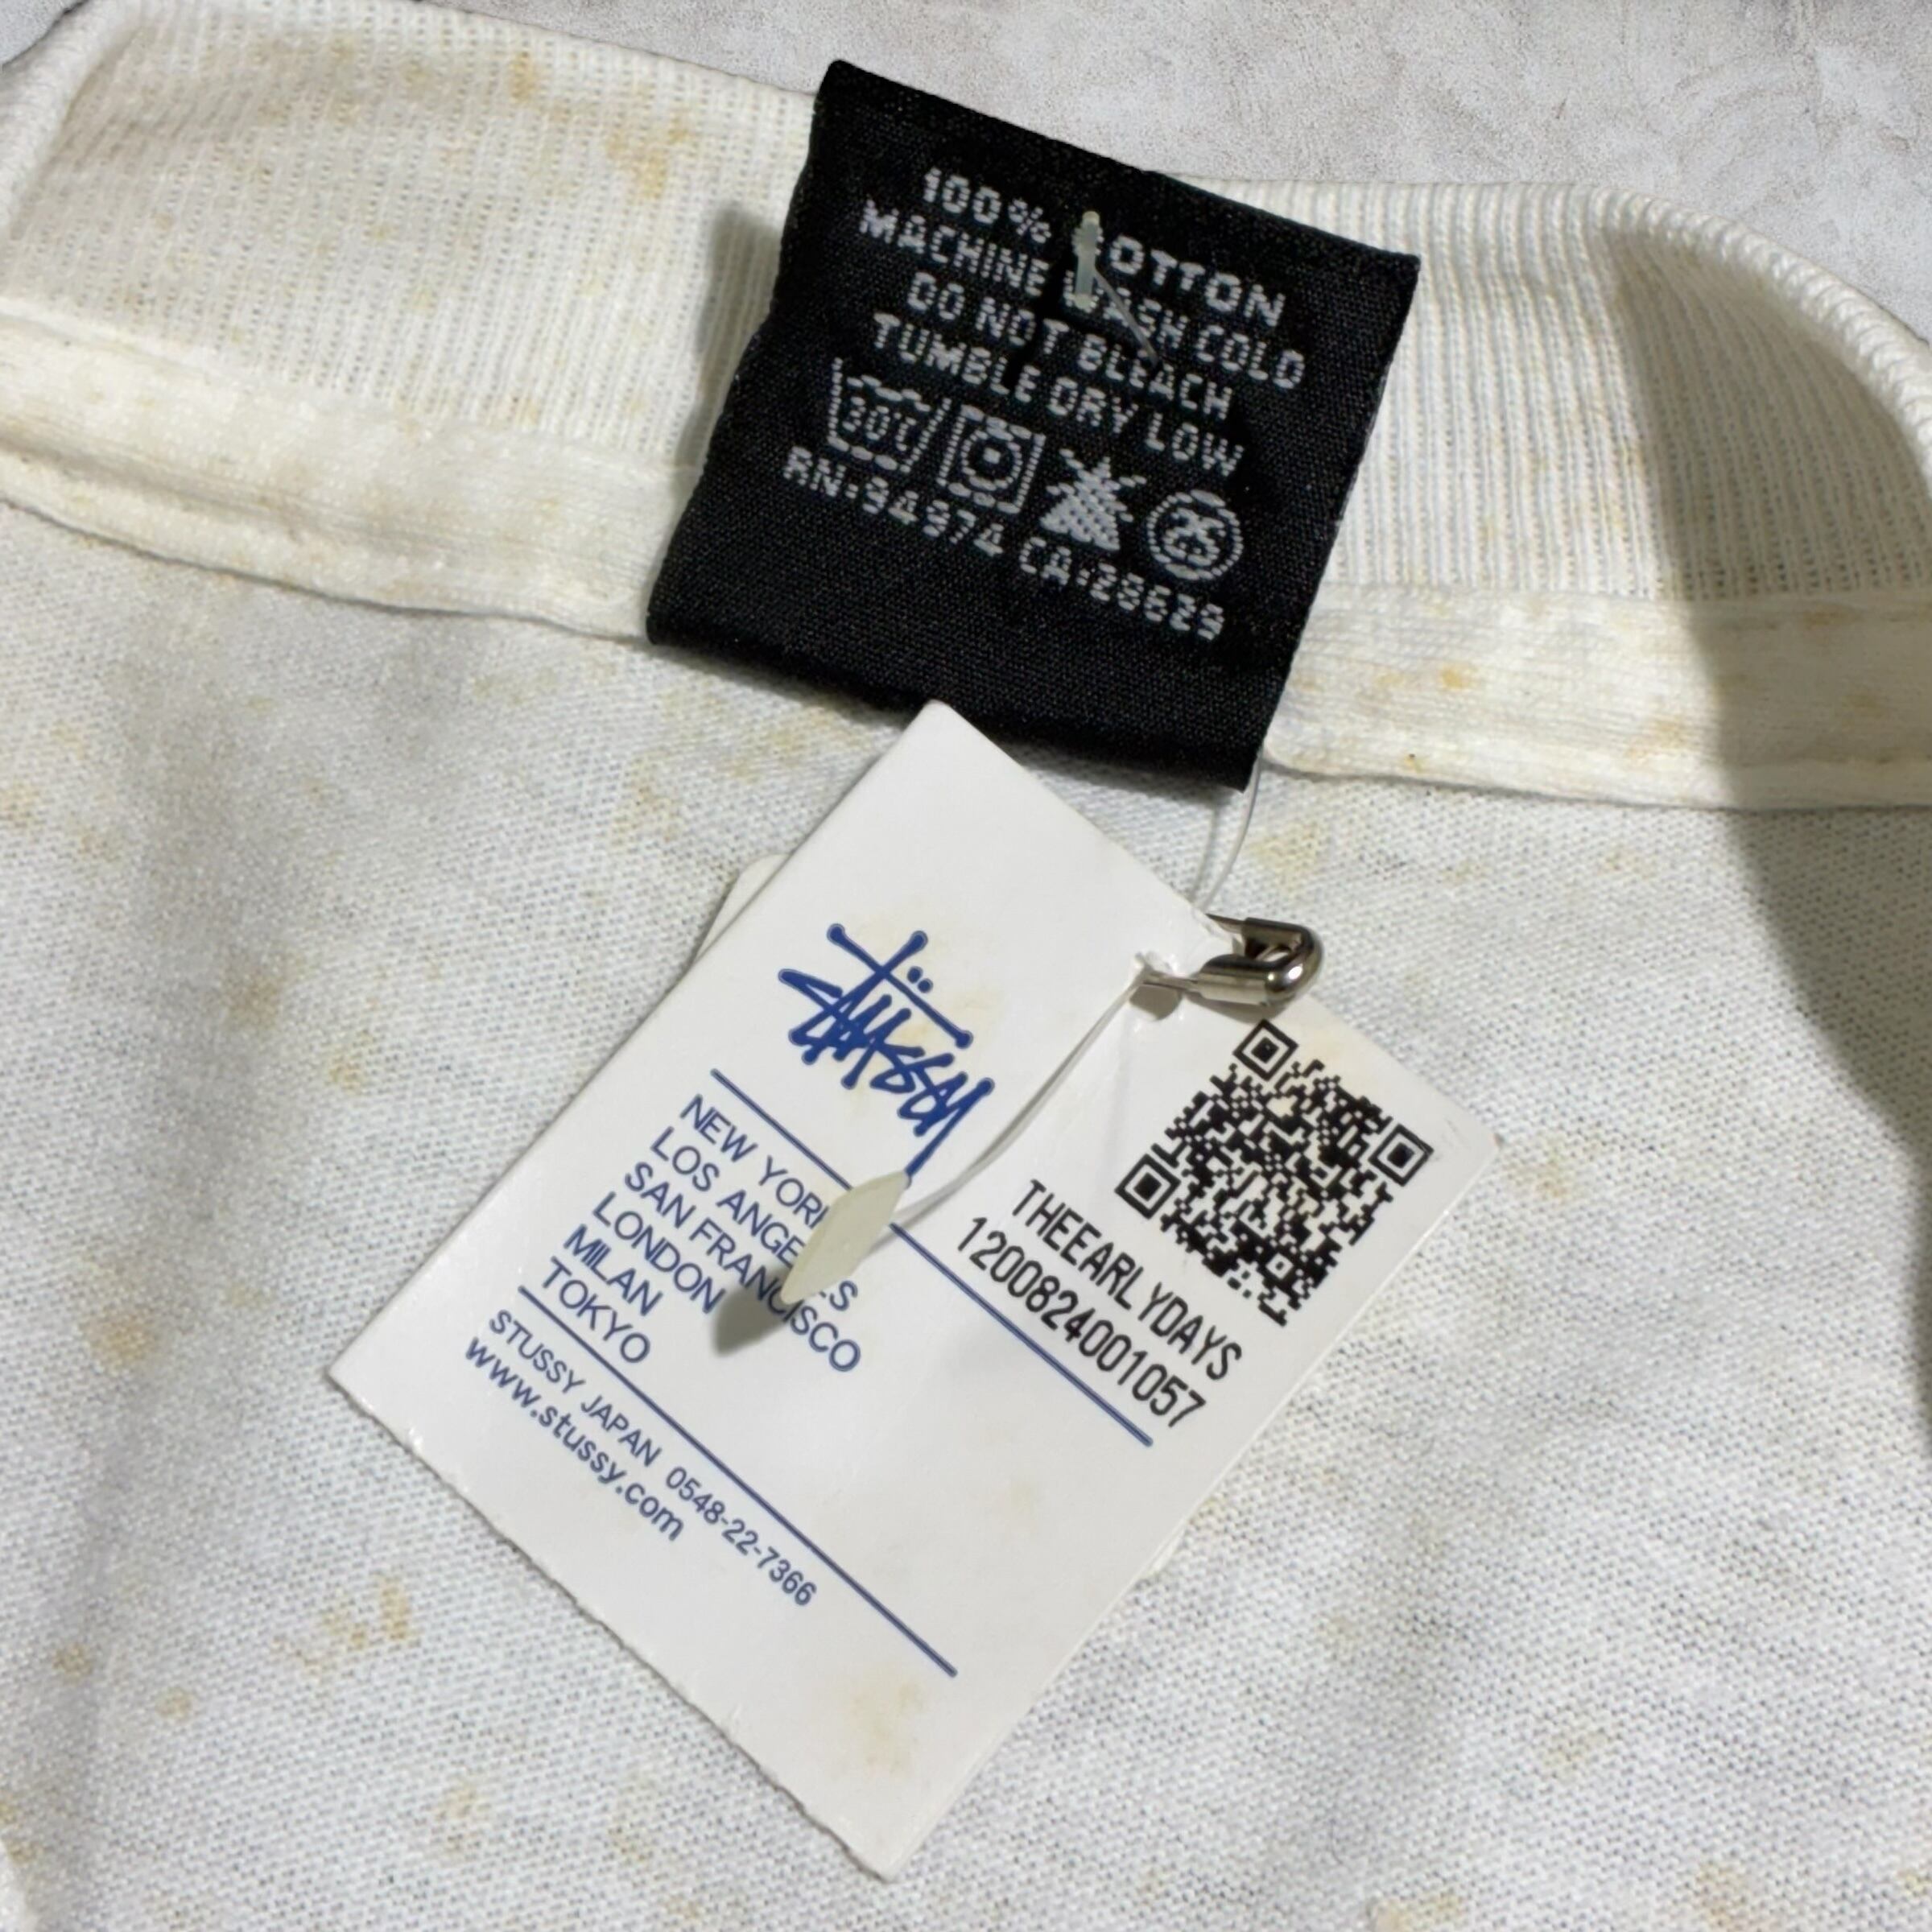 100% COTTON
MACHINE WASH COLD
DO NOT BLEACH
TUMBLE DRY LOW
30°C
RN:94974 CA:28629
Stüssy
NEW YORK
LOS ANGELES
SAN FRANCISCO
LONDON
MILAN
TOKYO
STUSSY JAPAN 0548-22-7366
www.stussy.com
THEEARLYDAYS
1200824001057